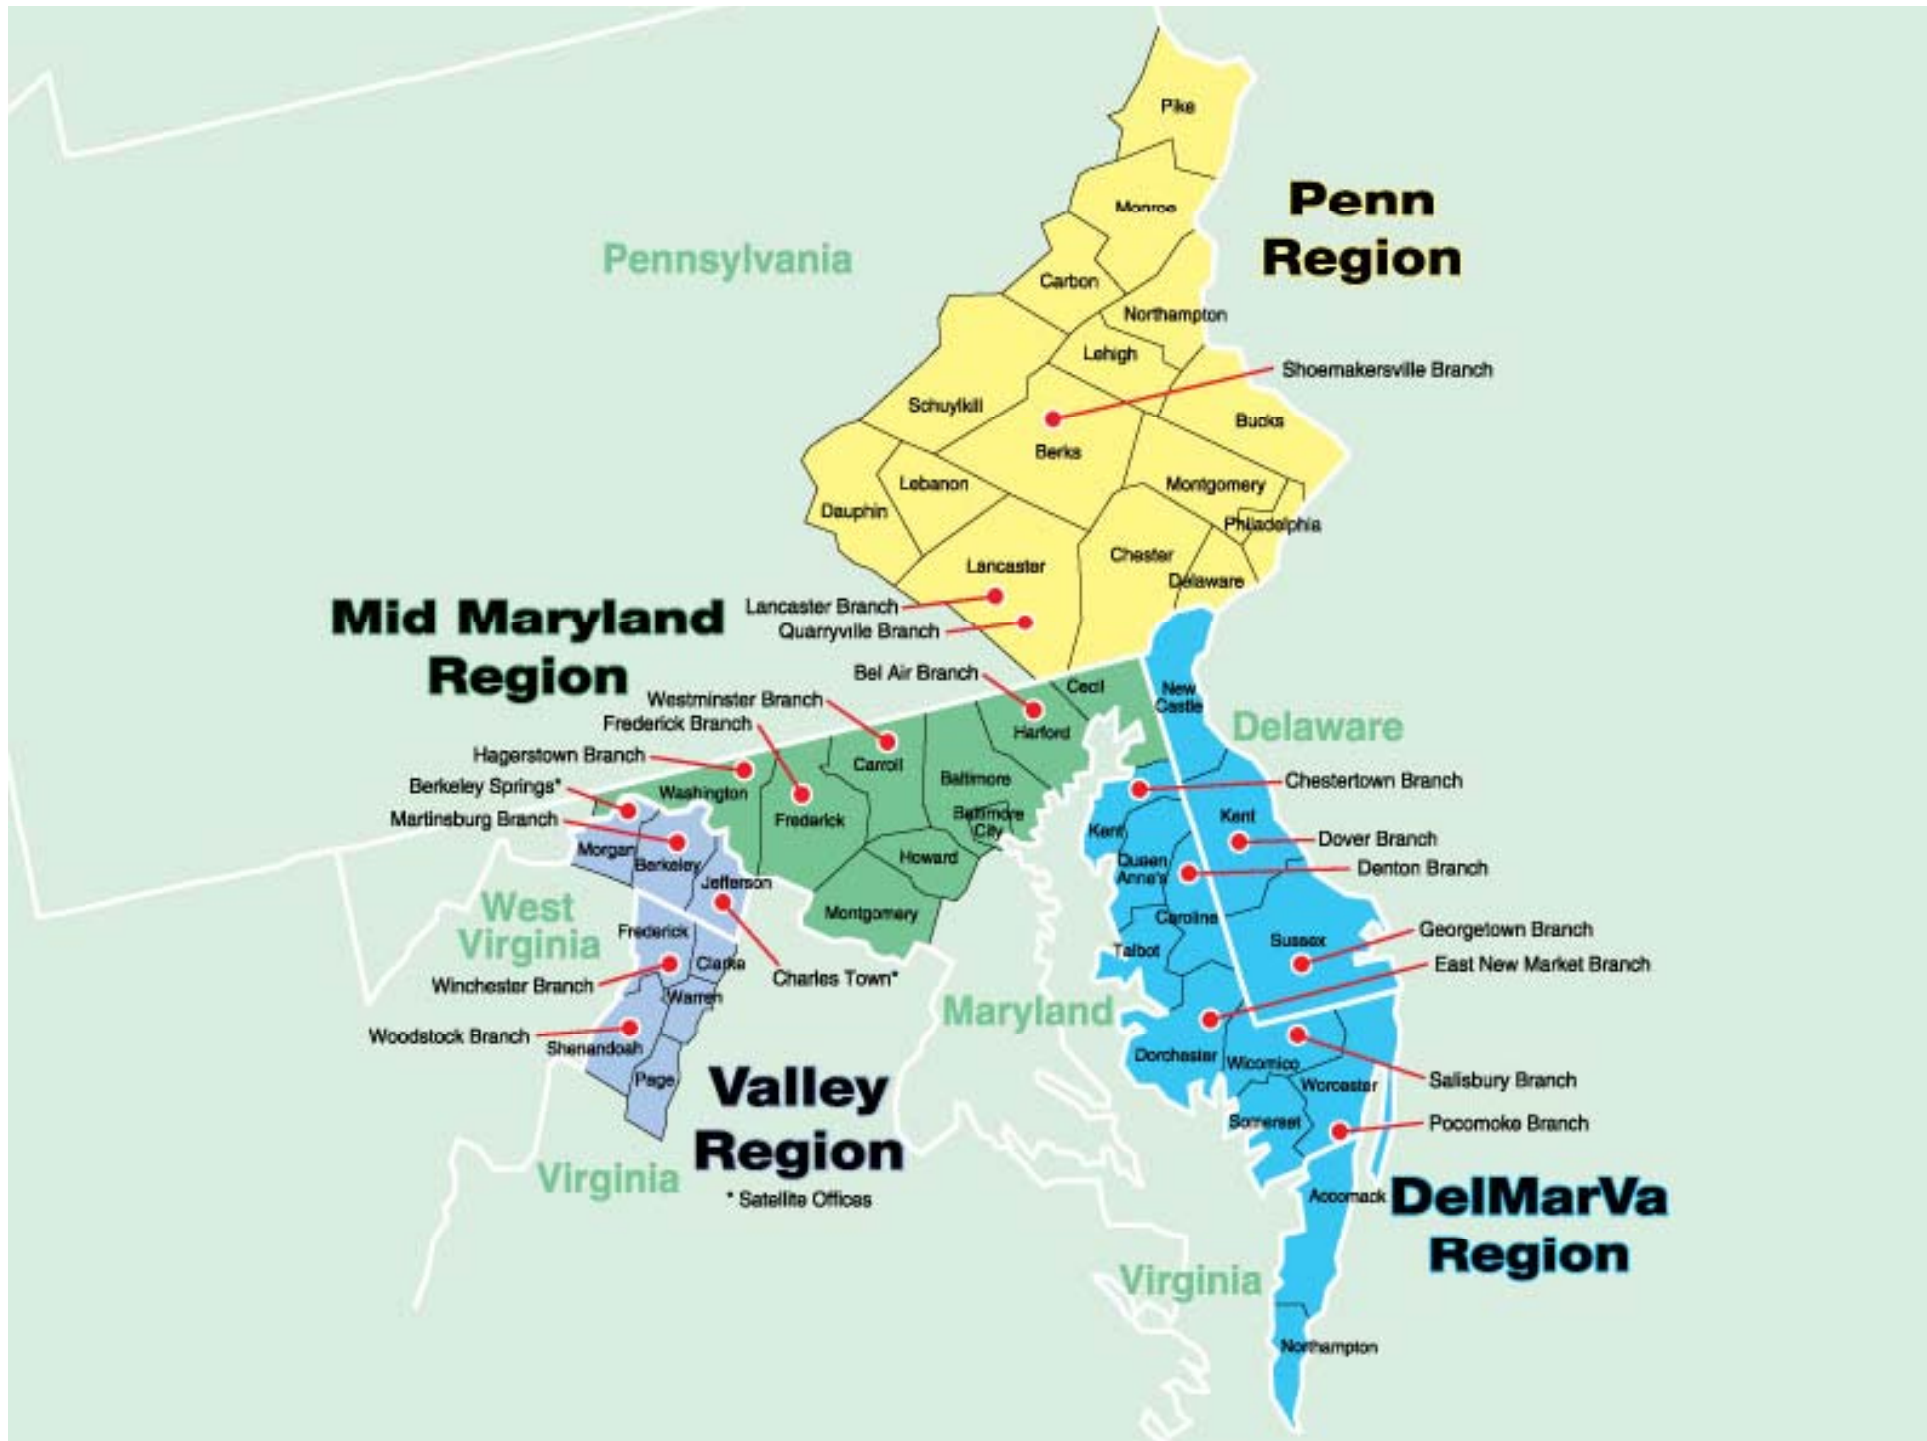 Pike
Penn
Region
Monroe
Pennsylvania
Carbon
Northampton
Lehigh
Shoemakersville Branch
Schuylkill
Bucks
Berks
Lebanon
Montgomery
Dauphin
Philadelphia
Chester
Lancaster
Delaware
Mid Maryland
Region
Lancaster Branch
Quarryville Branch
Bel Air Branch
Cecil
New
Castle
Westminster Branch
Frederick Branch
Harford
Delaware
Hagerstown Branch
Carroll
Baltimore
Chestertown Branch
Berkeley Springs*
Washington
Martinsburg Branch
Frederick
Baltimore
City
Kent
Kent
Dover Branch
Morgan
Berkeley
Howard
Queen
Anne's
Denton Branch
Jefferson
West
Virginia
Montgomery
Caroline
Frederick
Georgetown Branch
Sussex
Talbot
Clarke
East New Market Branch
Charles Town*
Winchester Branch
Warren
Maryland
Woodstock Branch
Shenandoah
Dorchester
Wicomico
Page
Valley
Region
Worcester
Salisbury Branch
Somerset
Pocomoke Branch
Virginia
* Satellite Offices
Accomack
DelMarVa
Region
Virginia
Northampton